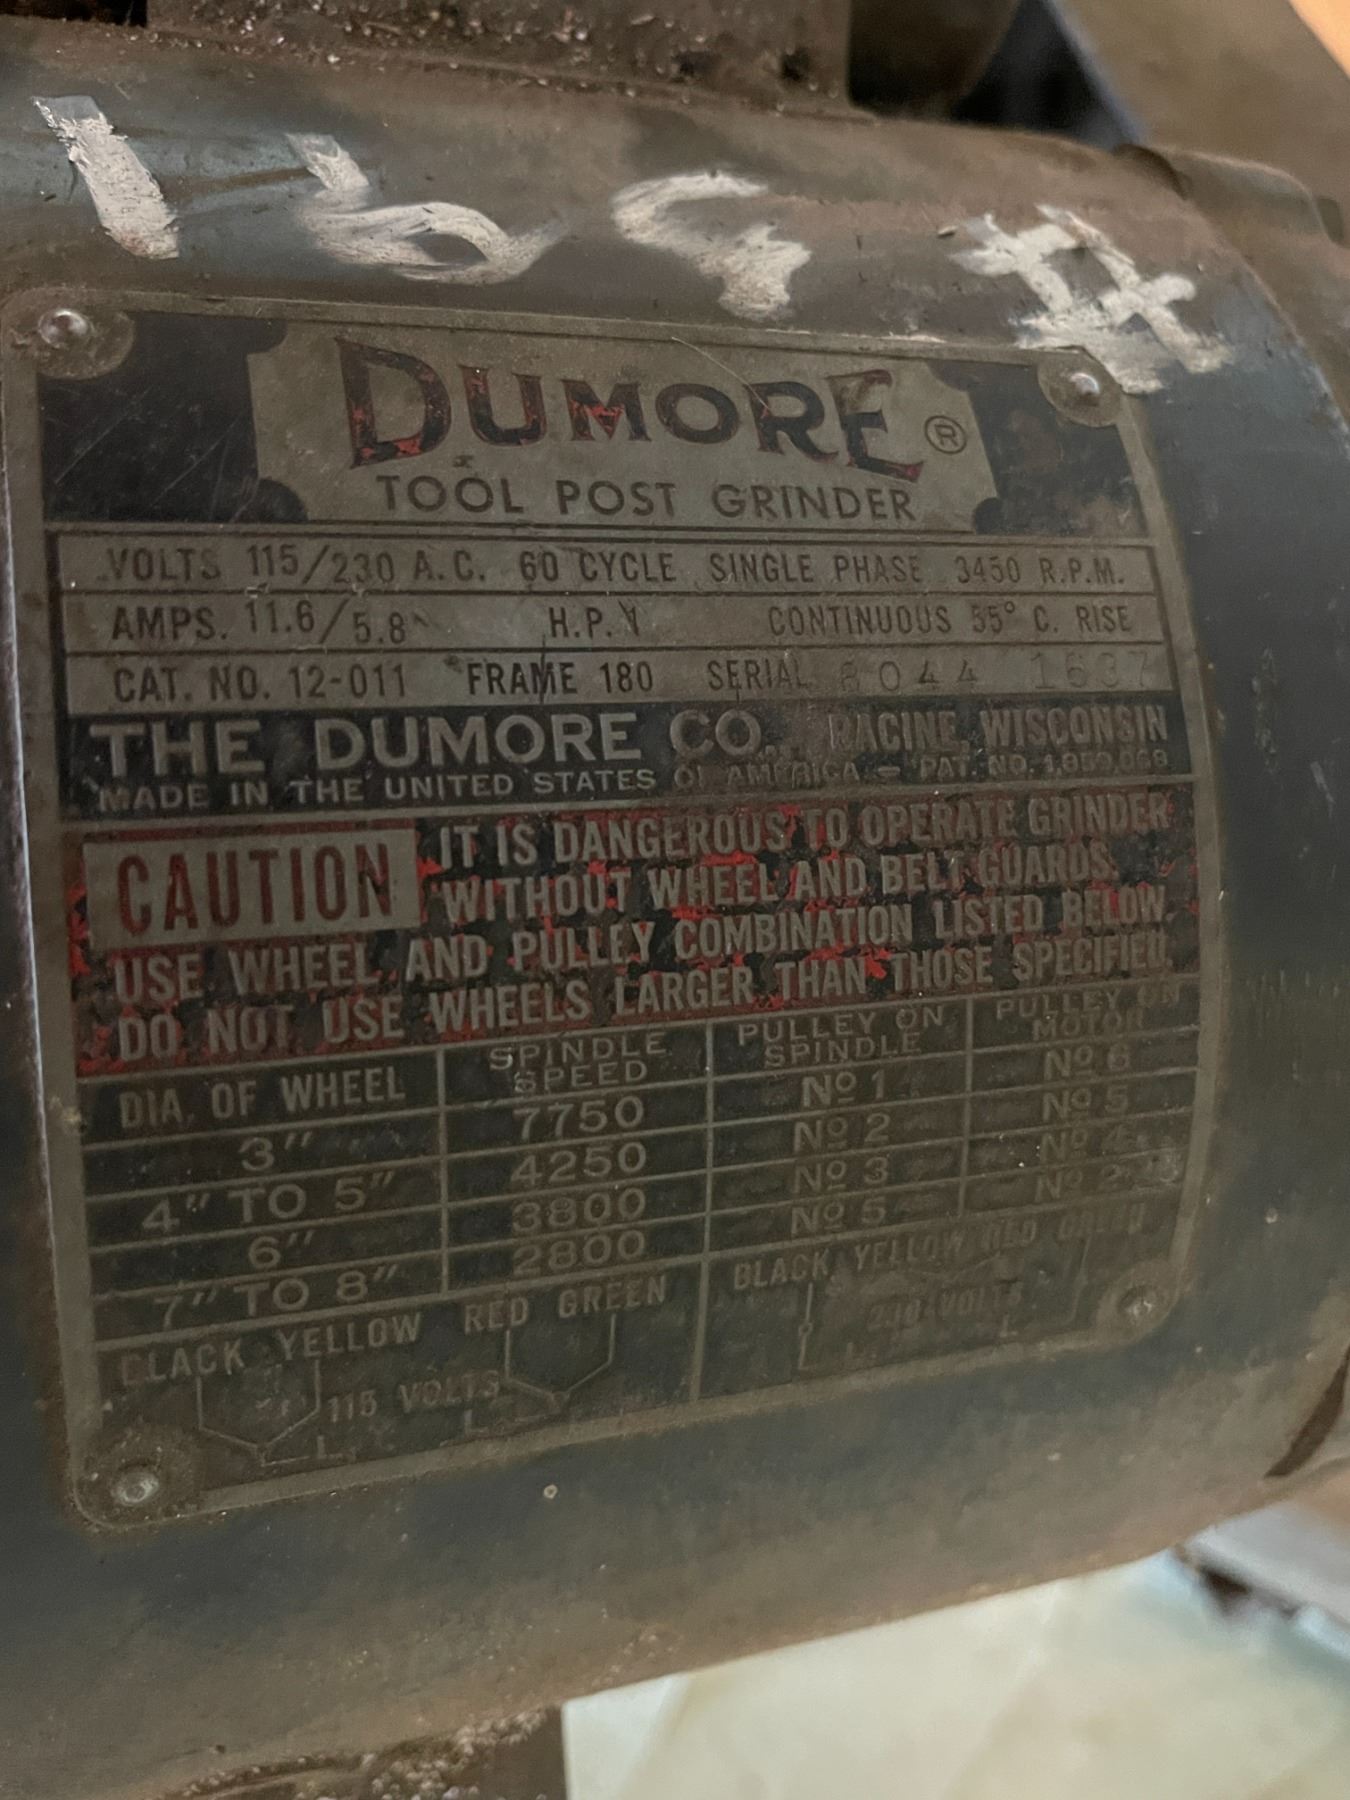 DUMORE ®
TOOL POST GRINDER
VOLTS 115/230 A.C. 60 CYCLE SINGLE PHASE 3450 R.P.M.
AMPS. 11.6/5.8 H.P. CONTINUOUS 55° C. RISE
CAT. NO. 12-011 FRAME 180 SERIAL 8044 1637
THE DUMORE CO. RACINE, WISCONSIN
MADE IN THE UNITED STATES OF AMERICA – PAT. NO.
CAUTION IT IS DANGEROUS TO OPERATE GRINDER
WITHOUT WHEEL AND BELT GUARDS.
USE WHEEL AND PULLEY COMBINATION LISTED BELOW.
DO NOT USE WHEELS LARGER THAN THOSE SPECIFIED.
DIA. OF WHEEL SPINDLE SPEED PULLEY ON SPINDLE PULLEY ON MOTOR
3" 7750 Nº 1 Nº 6
4" TO 5" 4250 Nº 2 Nº 5
6" 3800 Nº 3 Nº 4
7" TO 8" 2800 Nº 5 Nº 2
BLACK YELLOW RED GREEN BLACK YELLOW RED GREEN
115 VOLTS 230 VOLTS
L L L L